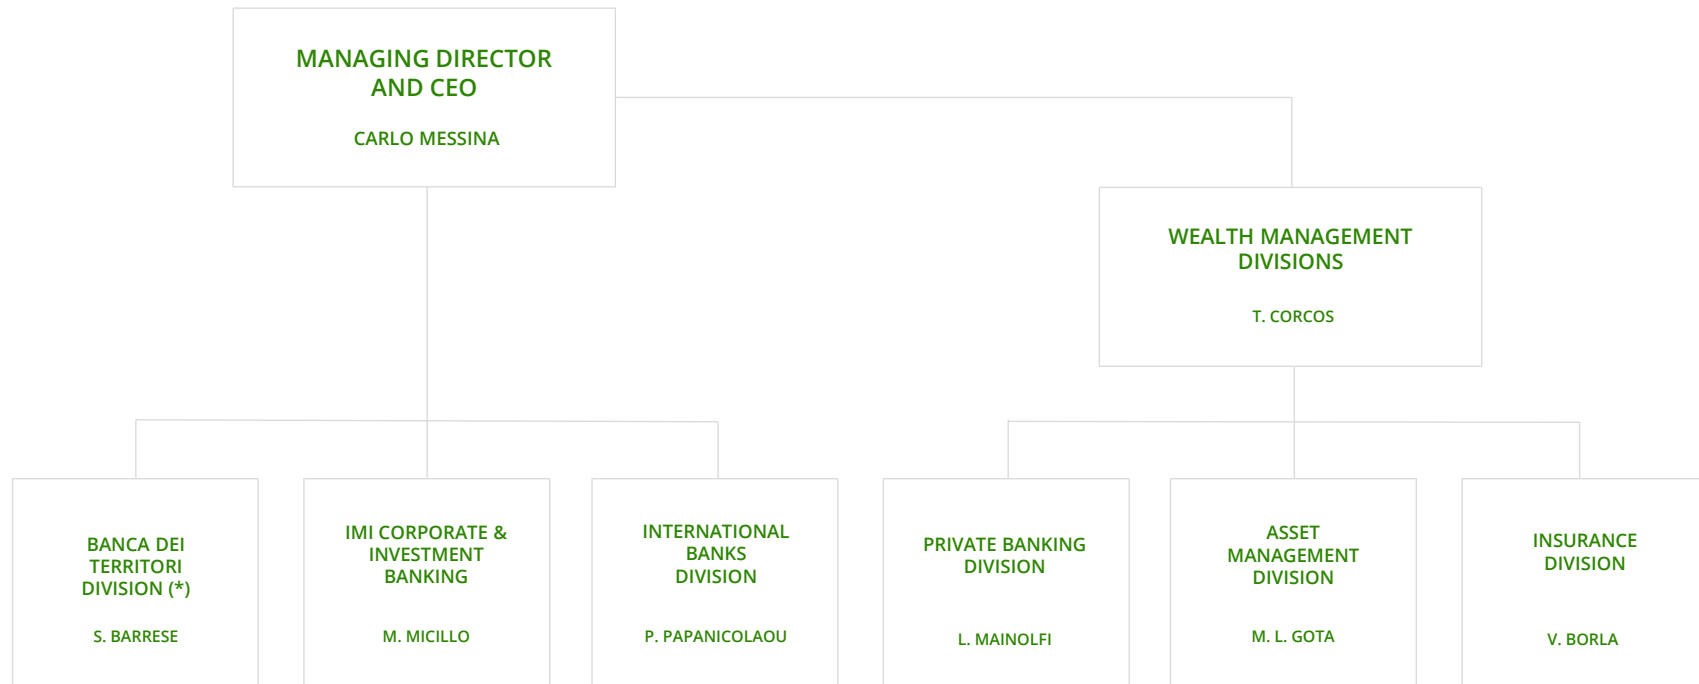 MANAGING DIRECTOR
AND CEO
CARLO MESSINA
WEALTH MANAGEMENT
DIVISIONS
T. CORCOS
BANCA DEI
TERRITORI
DIVISION (*)
S. BARRESE
IMI CORPORATE &
INVESTMENT
BANKING
M. MICILLO
INTERNATIONAL
BANKS
DIVISION
P. PAPANICOLAOU
PRIVATE BANKING
DIVISION
L. MAINOLFI
ASSET
MANAGEMENT
DIVISION
M. L. GOTA
INSURANCE
DIVISION
V. BORLA